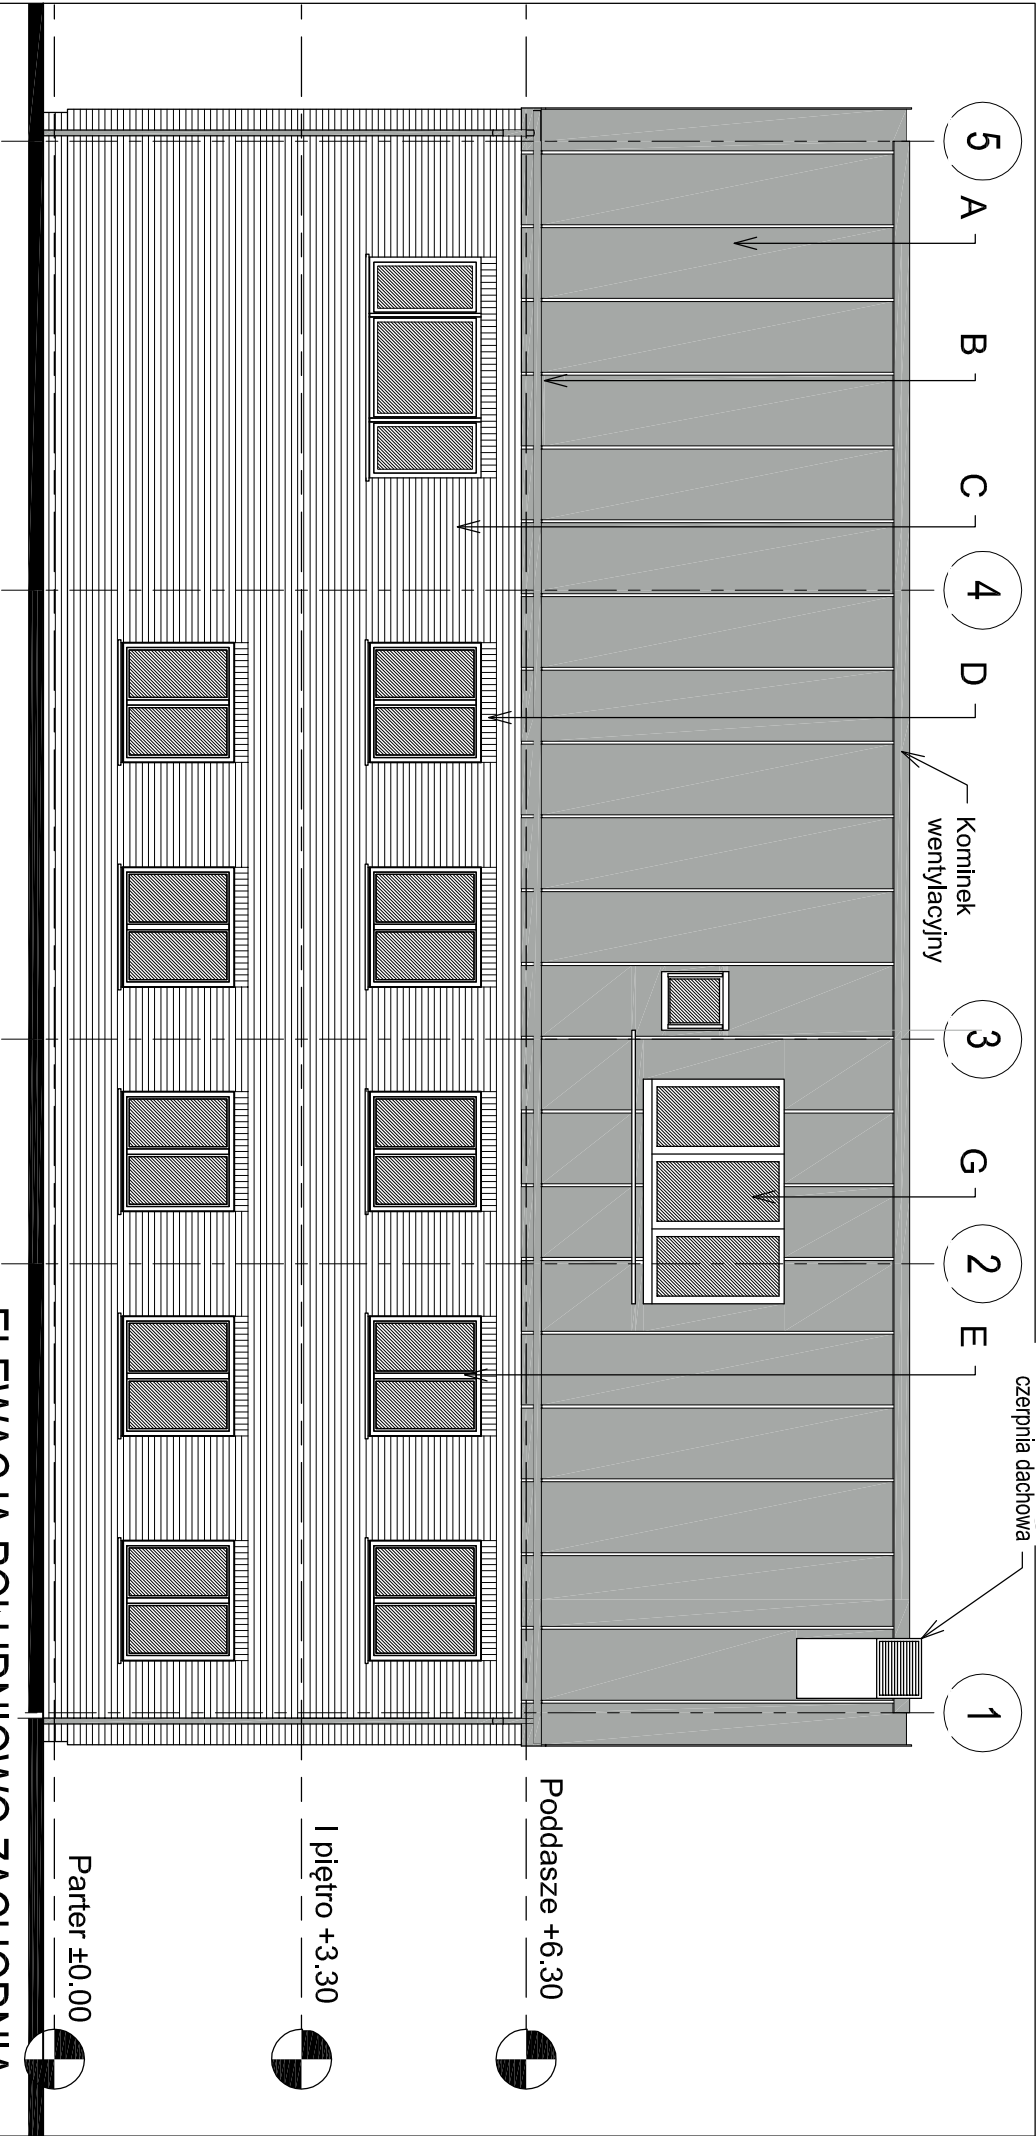 czerpnia dachowa
5
A
B
C
4
D
3
G
2
E
1
Kominek
wentylacyjny
Poddasze +6.30
I piętro +3.30
Parter ±0.00